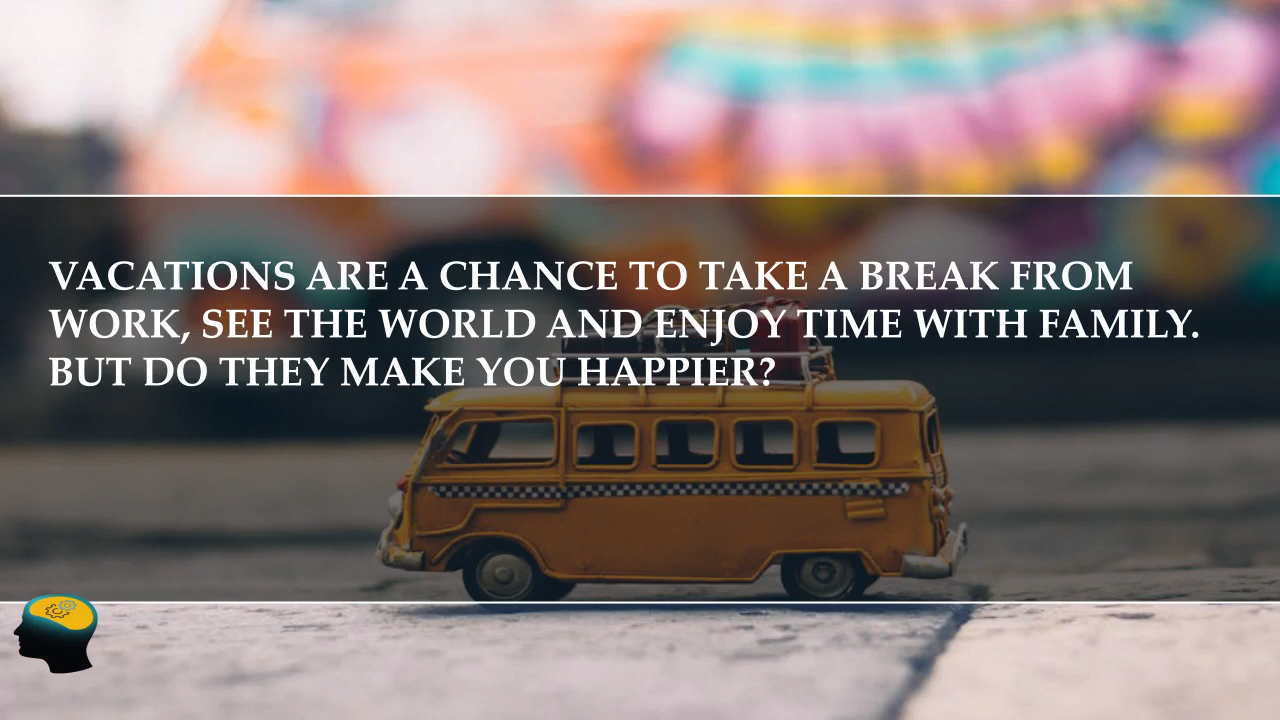 VACATIONS ARE A CHANCE TO TAKE A BREAK FROM
WORK, SEE THE WORLD AND ENJOY TIME WITH FAMILY.
BUT DO THEY MAKE YOU HAPPIER?